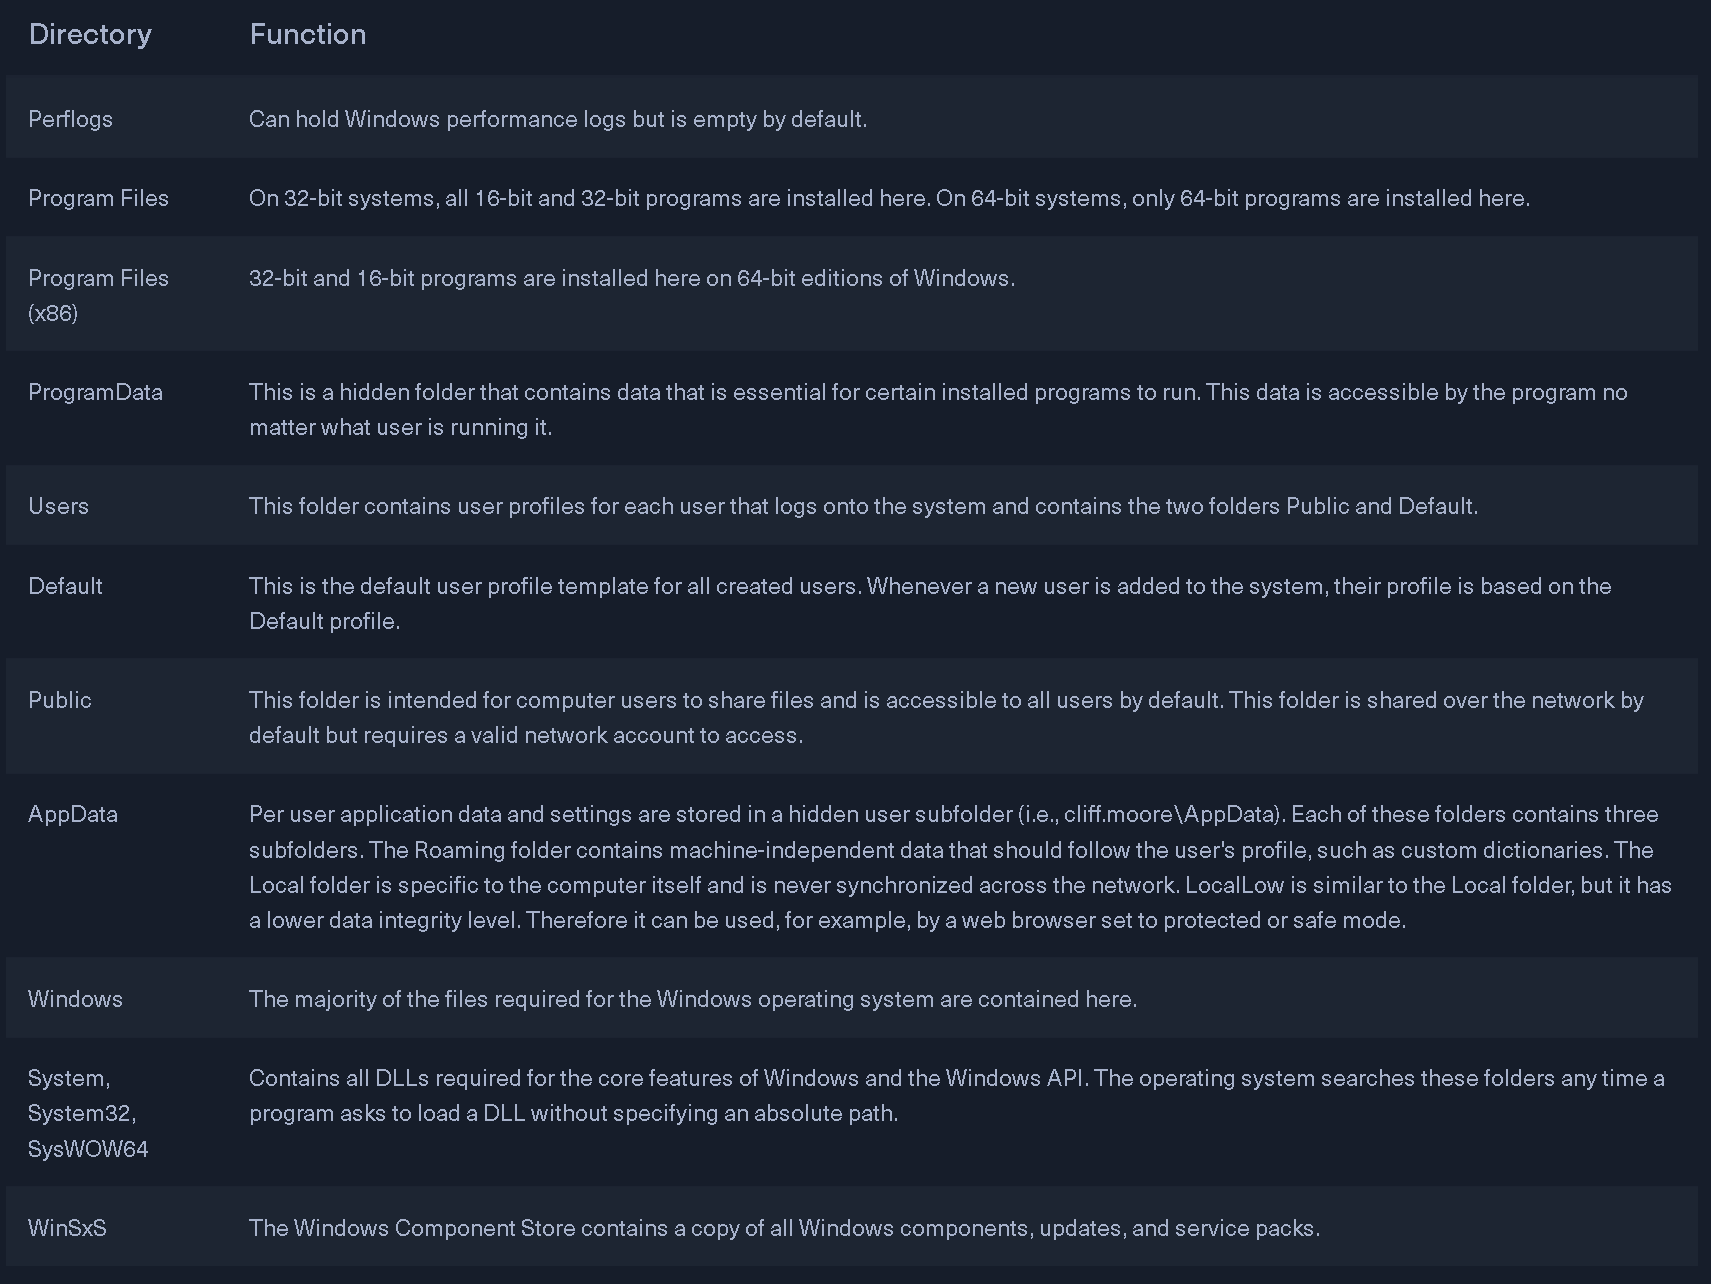 Directory Function
Perflogs Can hold Windows performance logs but is empty by default.
Program Files On 32-bit systems, all 16-bit and 32-bit programs are installed here. On 64-bit systems, only 64-bit programs are installed here.
Program Files 32-bit and 16-bit programs are installed here on 64-bit editions of Windows.
(x86)
ProgramData This is a hidden folder that contains data that is essential for certain installed programs to run. This data is accessible by the program no
matter what user is running it.
Users This folder contains user profiles for each user that logs onto the system and contains the two folders Public and Default.
Default This is the default user profile template for all created users. Whenever a new user is added to the system, their profile is based on the
Default profile.
Public This folder is intended for computer users to share files and is accessible to all users by default. This folder is shared over the network by
default but requires a valid network account to access.
AppData Per user application data and settings are stored in a hidden user subfolder (i.e., cliff.moore\AppData). Each of these folders contains three
subfolders. The Roaming folder contains machine-independent data that should follow the user's profile, such as custom dictionaries. The
Local folder is specific to the computer itself and is never synchronized across the network. LocalLow is similar to the Local folder, but it has
a lower data integrity level. Therefore it can be used, for example, by a web browser set to protected or safe mode.
Windows The majority of the files required for the Windows operating system are contained here.
System, Contains all DLLs required for the core features of Windows and the Windows API. The operating system searches these folders any time a
System32, program asks to load a DLL without specifying an absolute path.
SysWOW64
WinSxS The Windows Component Store contains a copy of all Windows components, updates, and service packs.